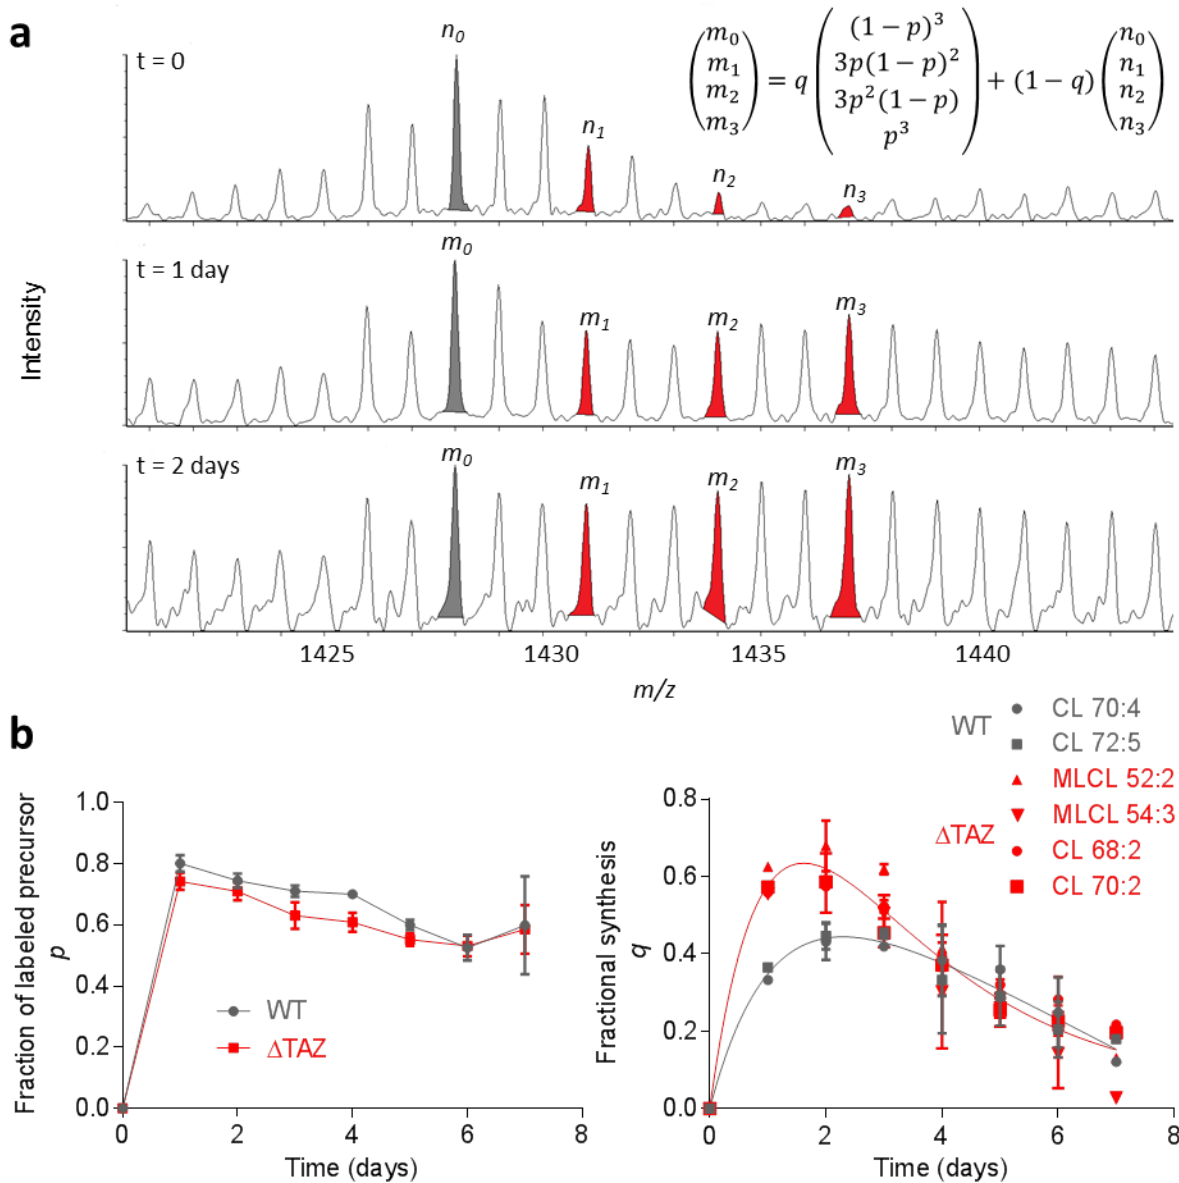 a
t = 0
n0
n1
n2
n3
(m0 m1 m2 m3) = q ((1 − p)^3 3p(1 − p)^2 3p^2(1 − p) p^3) + (1 − q) (n0 n1 n2 n3)
t = 1 day
m0
m1
m2
m3
Intensity
t = 2 days
m0
m1
m2
m3
1425 1430 1435 1440
m/z
b
WT
CL 70:4
CL 72:5
ΔTAZ
MLCL 52:2
MLCL 54:3
CL 68:2
CL 70:2
Fraction of labeled precursor
p
1.0
0.8
0.6
0.4
0.2
0.0
WT
ΔTAZ
0 2 4 6 8
Time (days)
Fractional synthesis
q
0.8
0.6
0.4
0.2
0.0
0 2 4 6 8
Time (days)